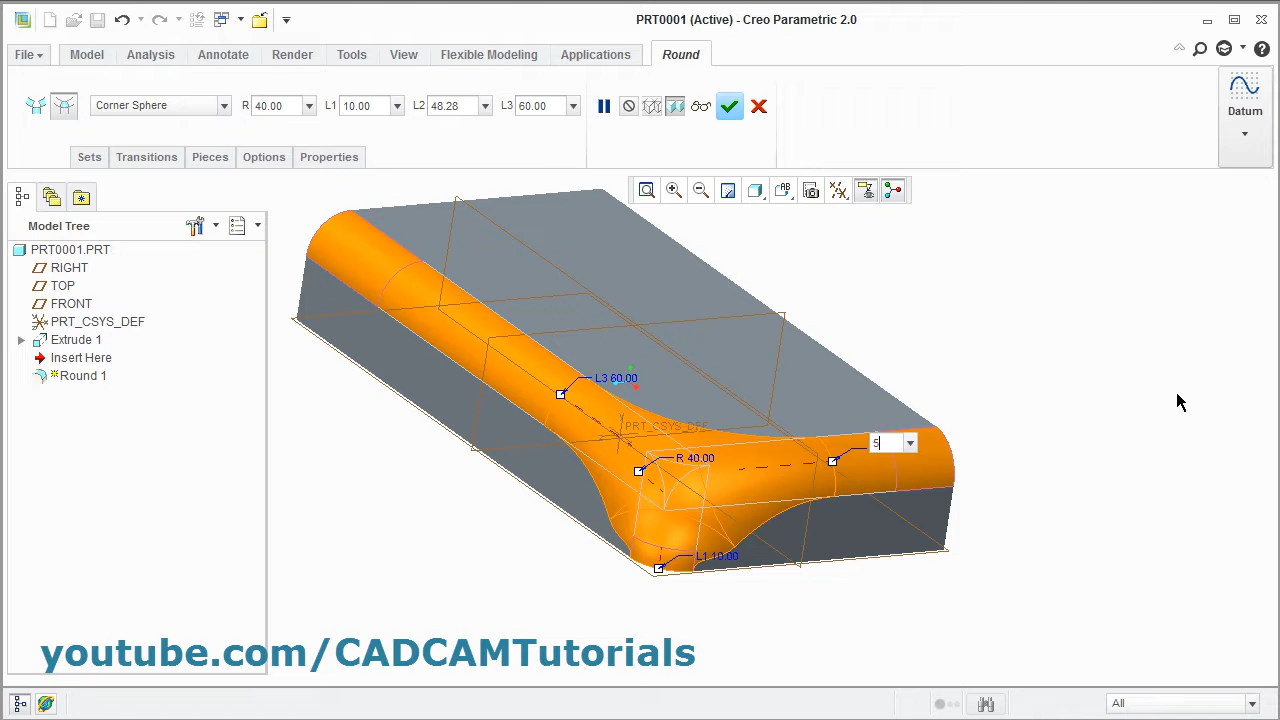 PRT0001 (Active) - Creo Parametric 2.0
File Model Analysis Annotate Render Tools View Flexible Modeling Applications Round
Corner Sphere R 40.00 L1 10.00 L2 48.28 L3 60.00
Datum
Sets Transitions Pieces Options Properties
Model Tree
PRT0001.PRT
RIGHT
TOP
FRONT
PRT_CSYS_DEF
Extrude 1
Insert Here
Round 1
L3 60.00
PRT_CSYS_DEF
5
R 40.00
L1 10.00
youtube.com/CADCAMTutorials
All